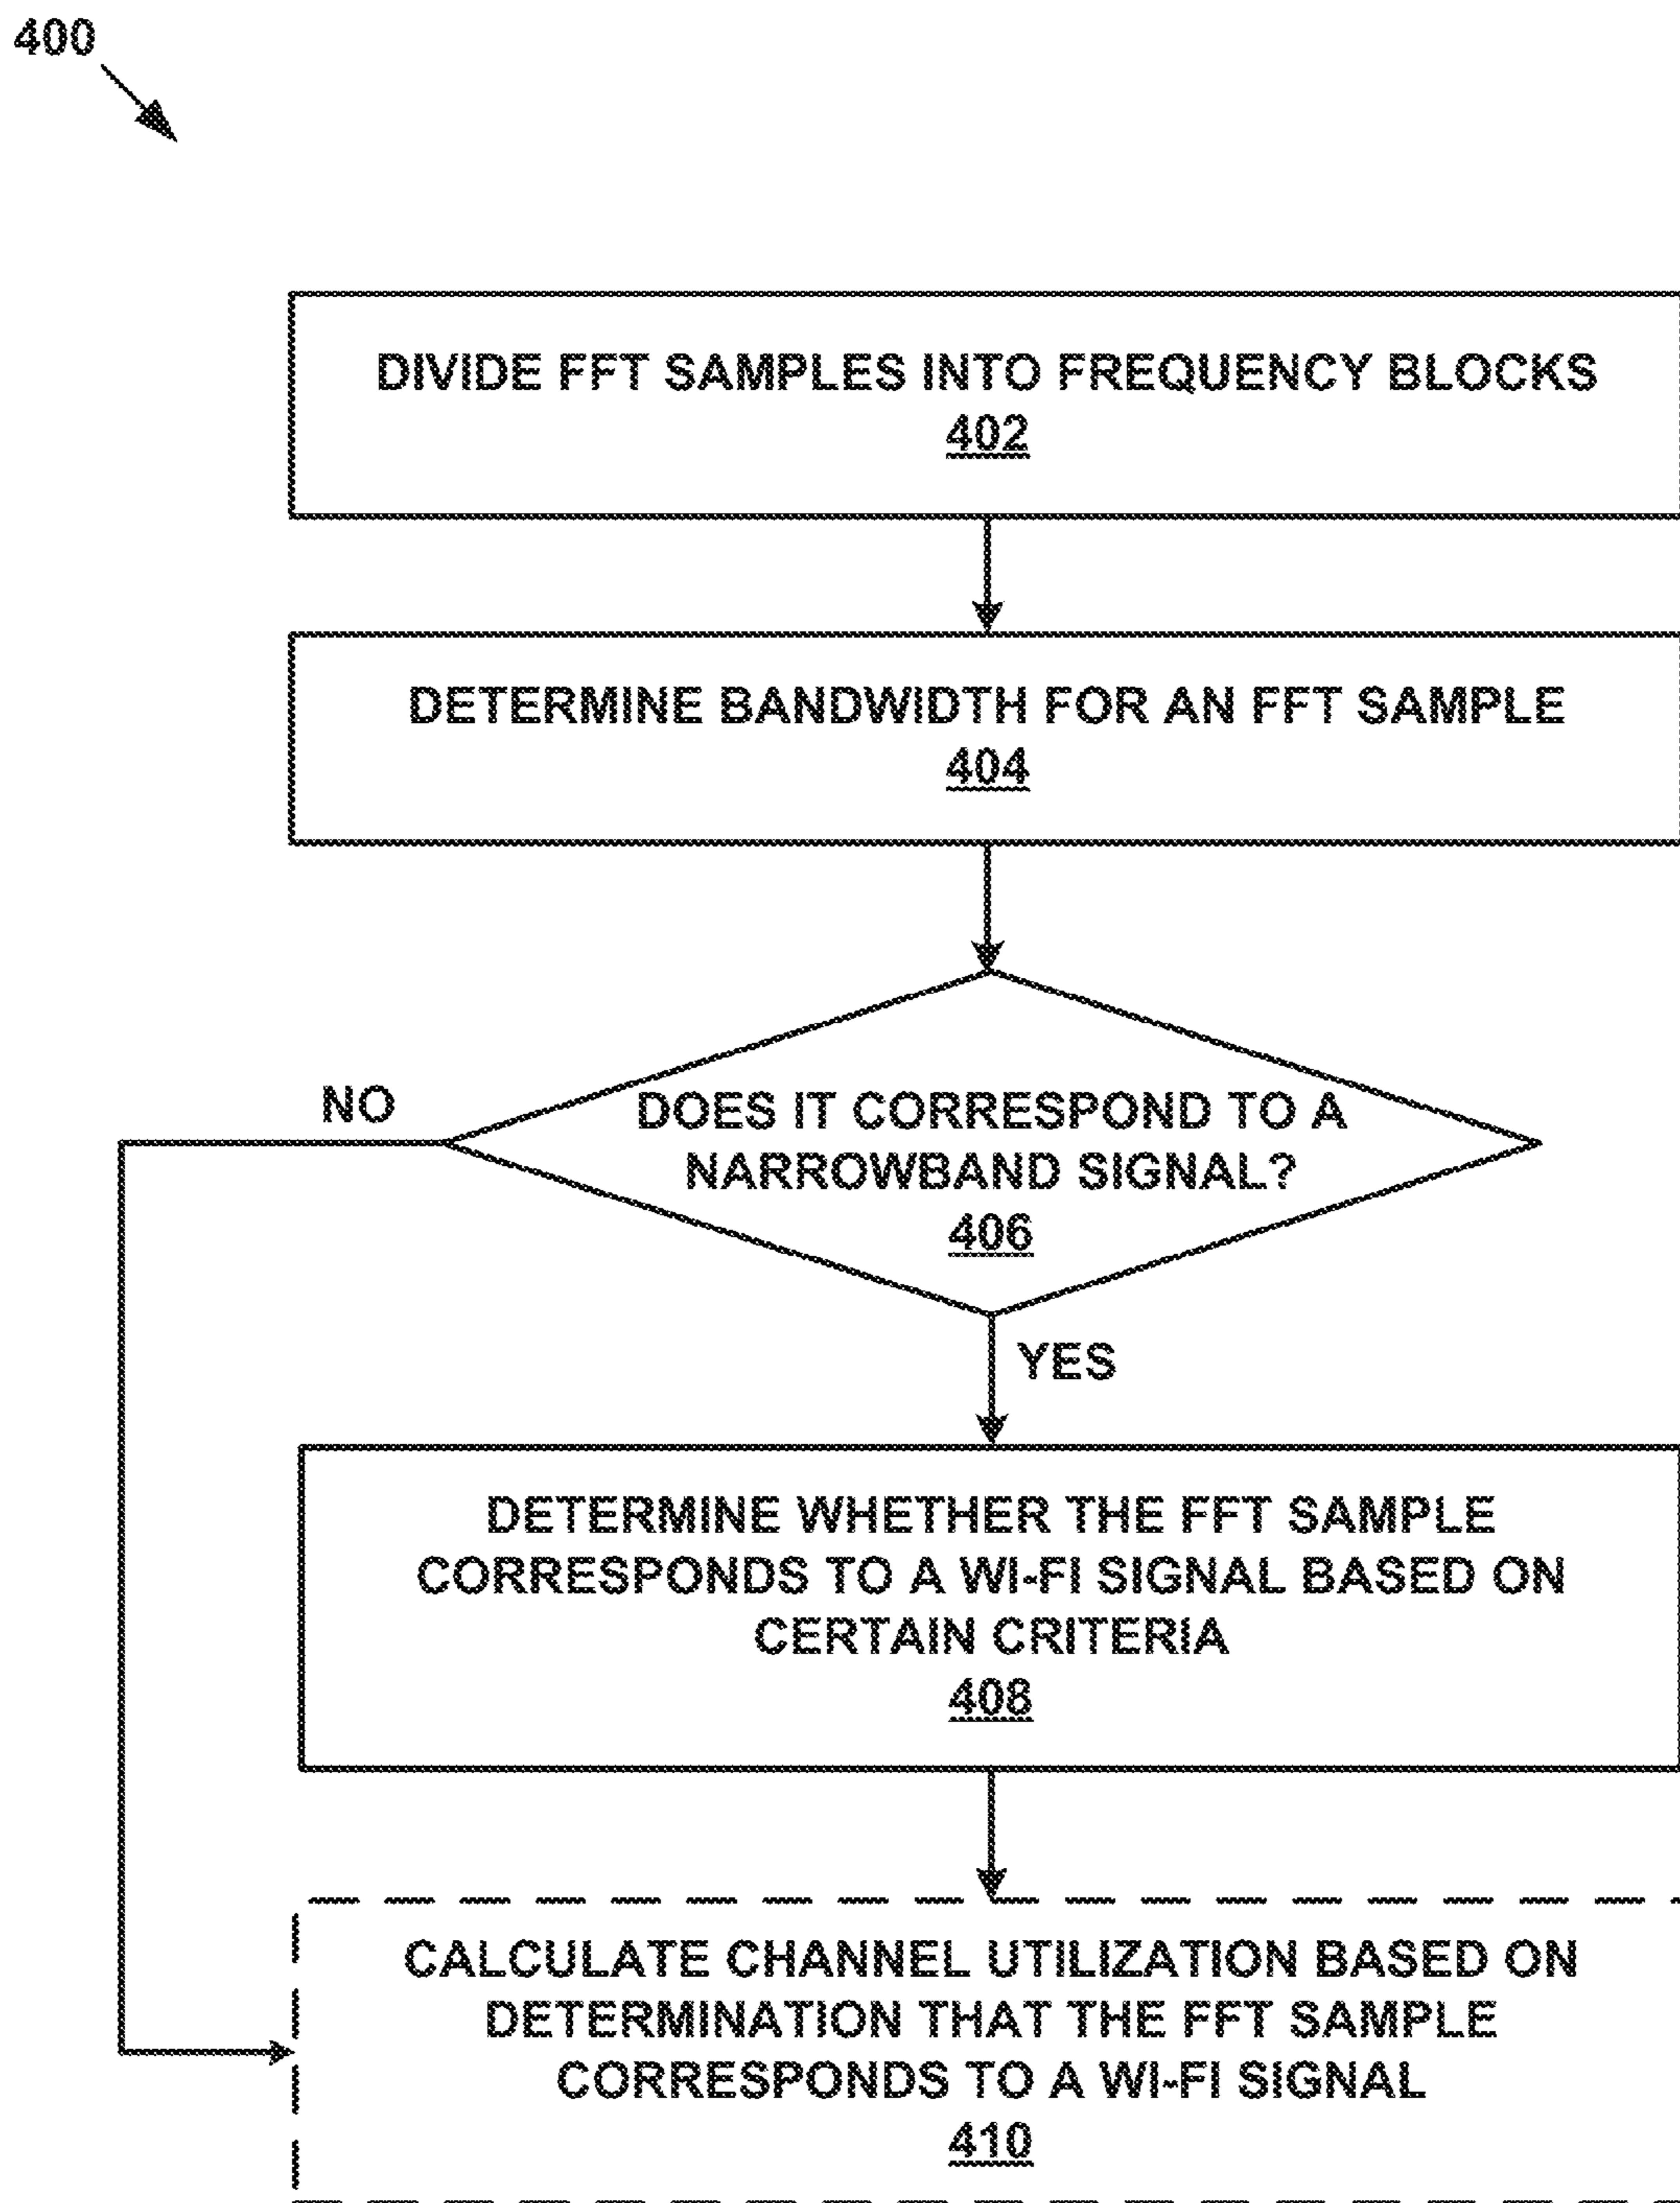 400
DIVIDE FFT SAMPLES INTO FREQUENCY BLOCKS
402
DETERMINE BANDWIDTH FOR AN FFT SAMPLE
404
NO
DOES IT CORRESPOND TO A
NARROWBAND SIGNAL?
406
YES
DETERMINE WHETHER THE FFT SAMPLE
CORRESPONDS TO A WI-FI SIGNAL BASED ON
CERTAIN CRITERIA
408
CALCULATE CHANNEL UTILIZATION BASED ON
DETERMINATION THAT THE FFT SAMPLE
CORRESPONDS TO A WI-FI SIGNAL
410